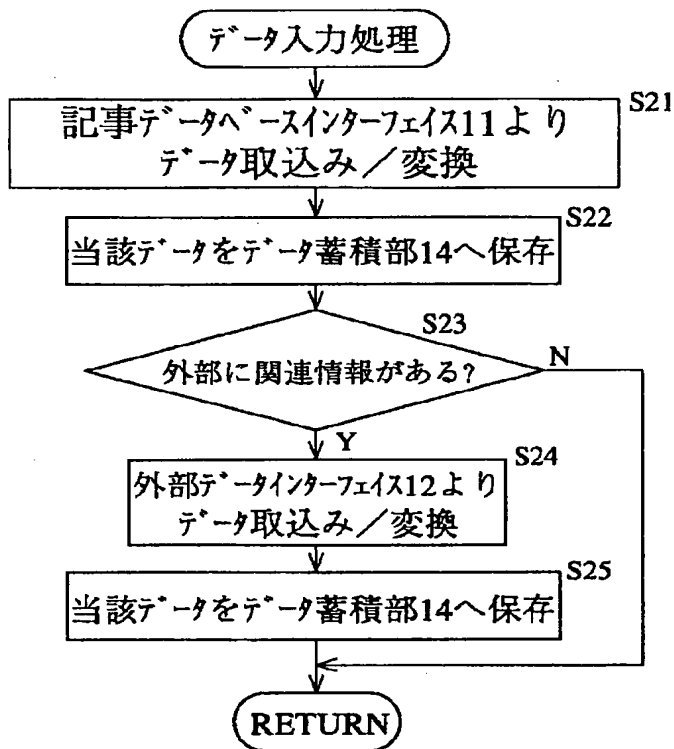 データ入力処理
S21
記事データベースインターフェイス11より
データ取込み／変換
S22
当該データをデータ蓄積部14へ保存
S23
外部に関連情報がある?
N
Y
S24
外部データインターフェイス12より
データ取込み／変換
S25
当該データをデータ蓄積部14へ保存
RETURN